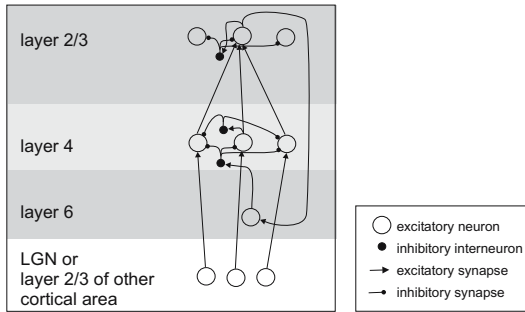 layer 2/3
layer 4
layer 6
LGN or
layer 2/3 of other
cortical area
excitatory neuron
inhibitory interneuron
excitatory synapse
inhibitory synapse